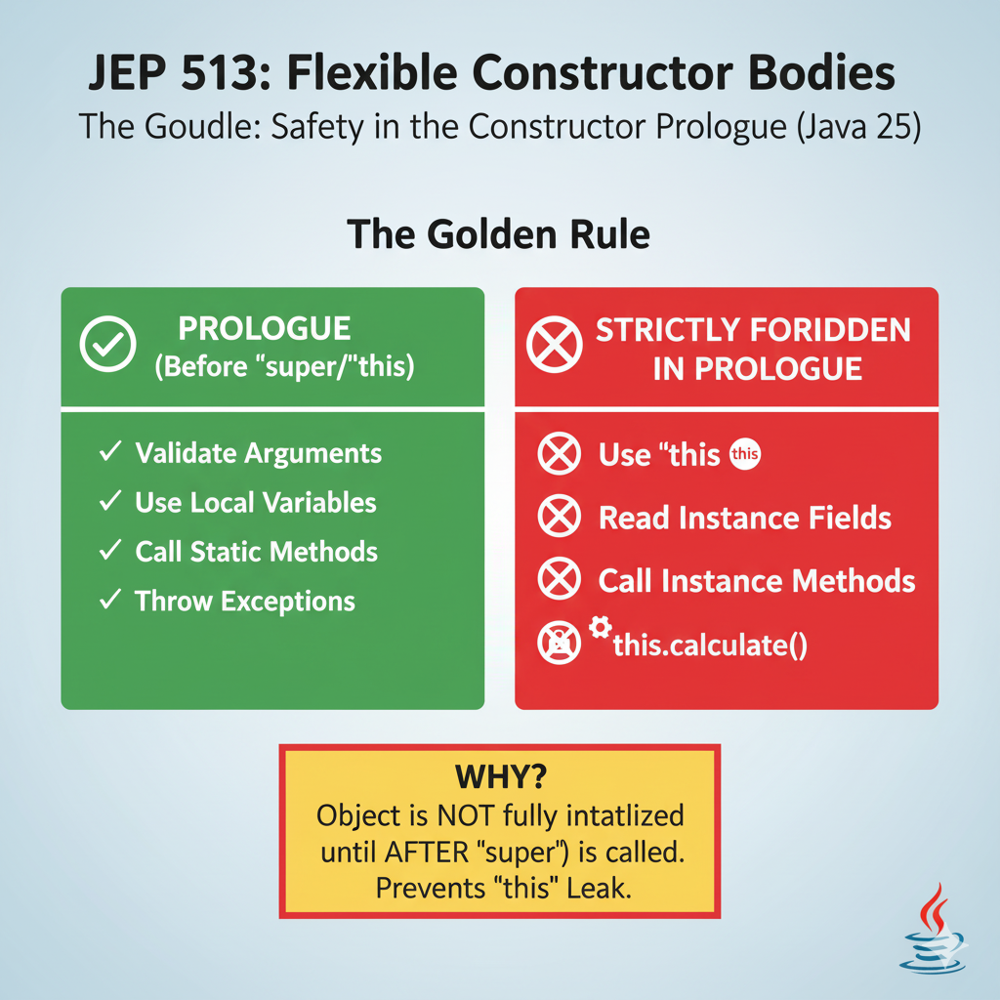 JEP 513: Flexible Constructor Bodies
The Goudle: Safety in the Constructor Prologue (Java 25)
The Golden Rule
PROLOGUE
(Before "super/"this)
✓ Validate Arguments
✓ Use Local Variables
✓ Call Static Methods
✓ Throw Exceptions
STRICTLY FORIDDEN
IN PROLOGUE
Use "this this
Read Instance Fields
Call Instance Methods
this.calculate()
WHY?
Object is NOT fully intatlized
until AFTER "super") is called.
Prevents "this" Leak.